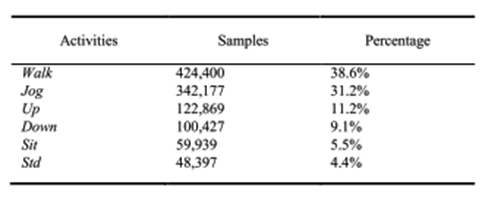 Activities Samples Percentage
Walk 424,400 38.6%
Jog 342,177 31.2%
Up 122,869 11.2%
Down 100,427 9.1%
Sit 59,939 5.5%
Std 48,397 4.4%